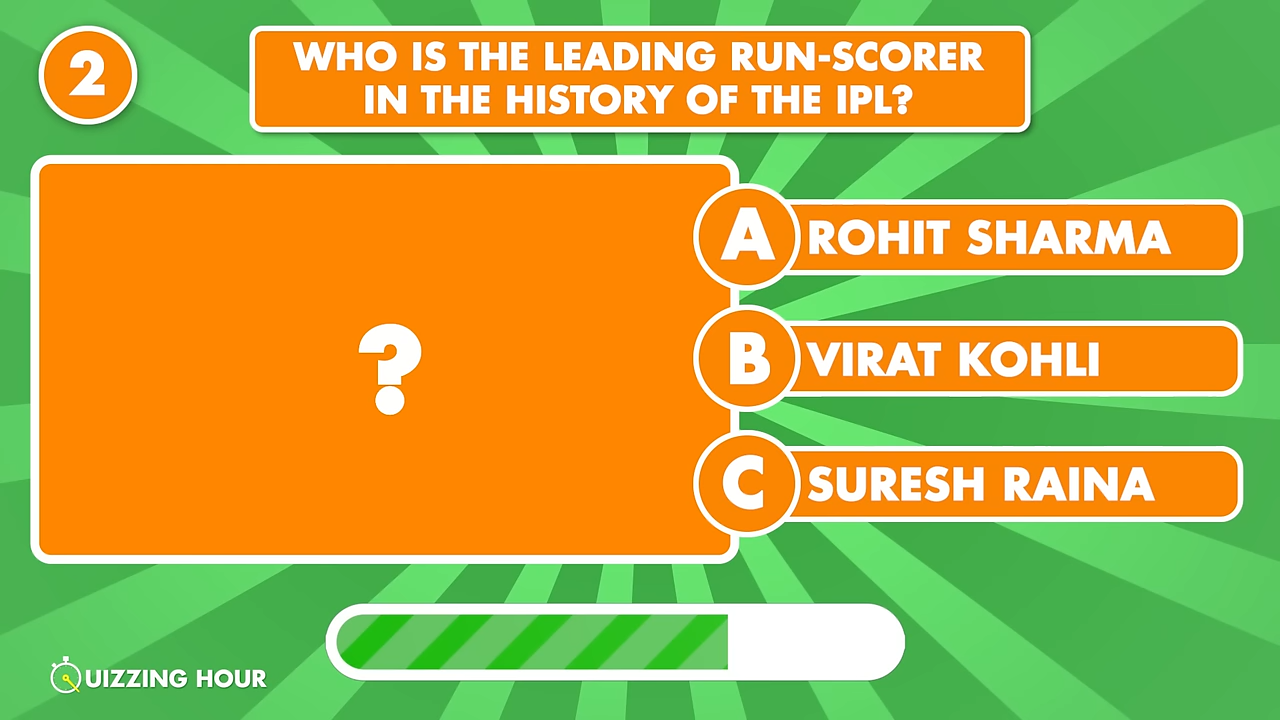 2
WHO IS THE LEADING RUN-SCORER
IN THE HISTORY OF THE IPL?
?
A ROHIT SHARMA
B VIRAT KOHLI
C SURESH RAINA
QUIZZING HOUR